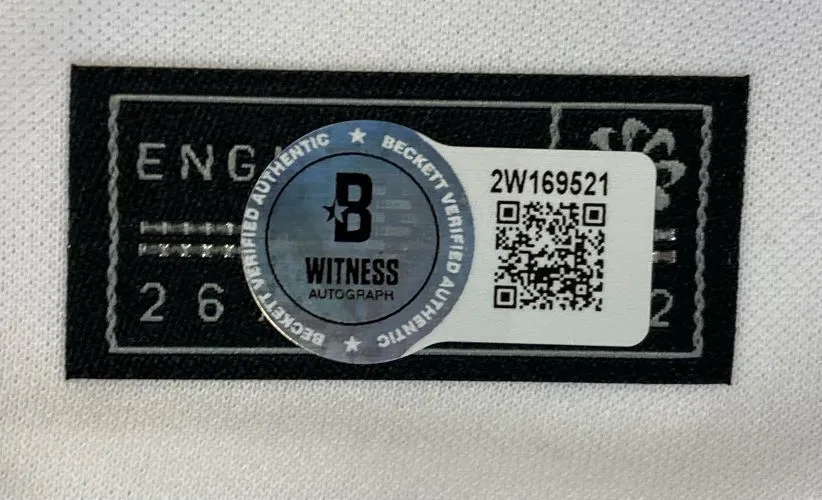 ENG
26
2
BECKETT VERIFIED AUTHENTIC ★ BECKETT VERIFIED AUTHENTIC ★
B
WITNESS
AUTOGRAPH
2W169521